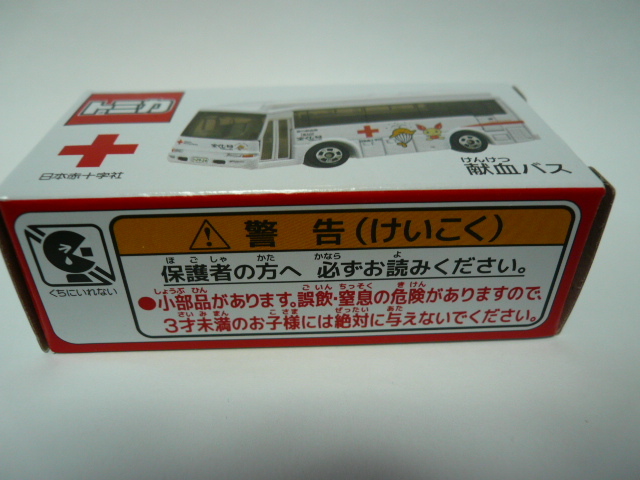 トミカ
日本赤十字社
けんけつ
献血バス
くちにいれない
警告(けいこく)
ほごしゃ かた かなら よ
保護者の方へ 必ずお読みください。
しょうぶひん ごいん ちっそく きけん
●小部品があります。誤飲・窒息の危険がありますので、
さいみまん こさま ぜったい あた
3才未満のお子様には絶対に与えないでください。